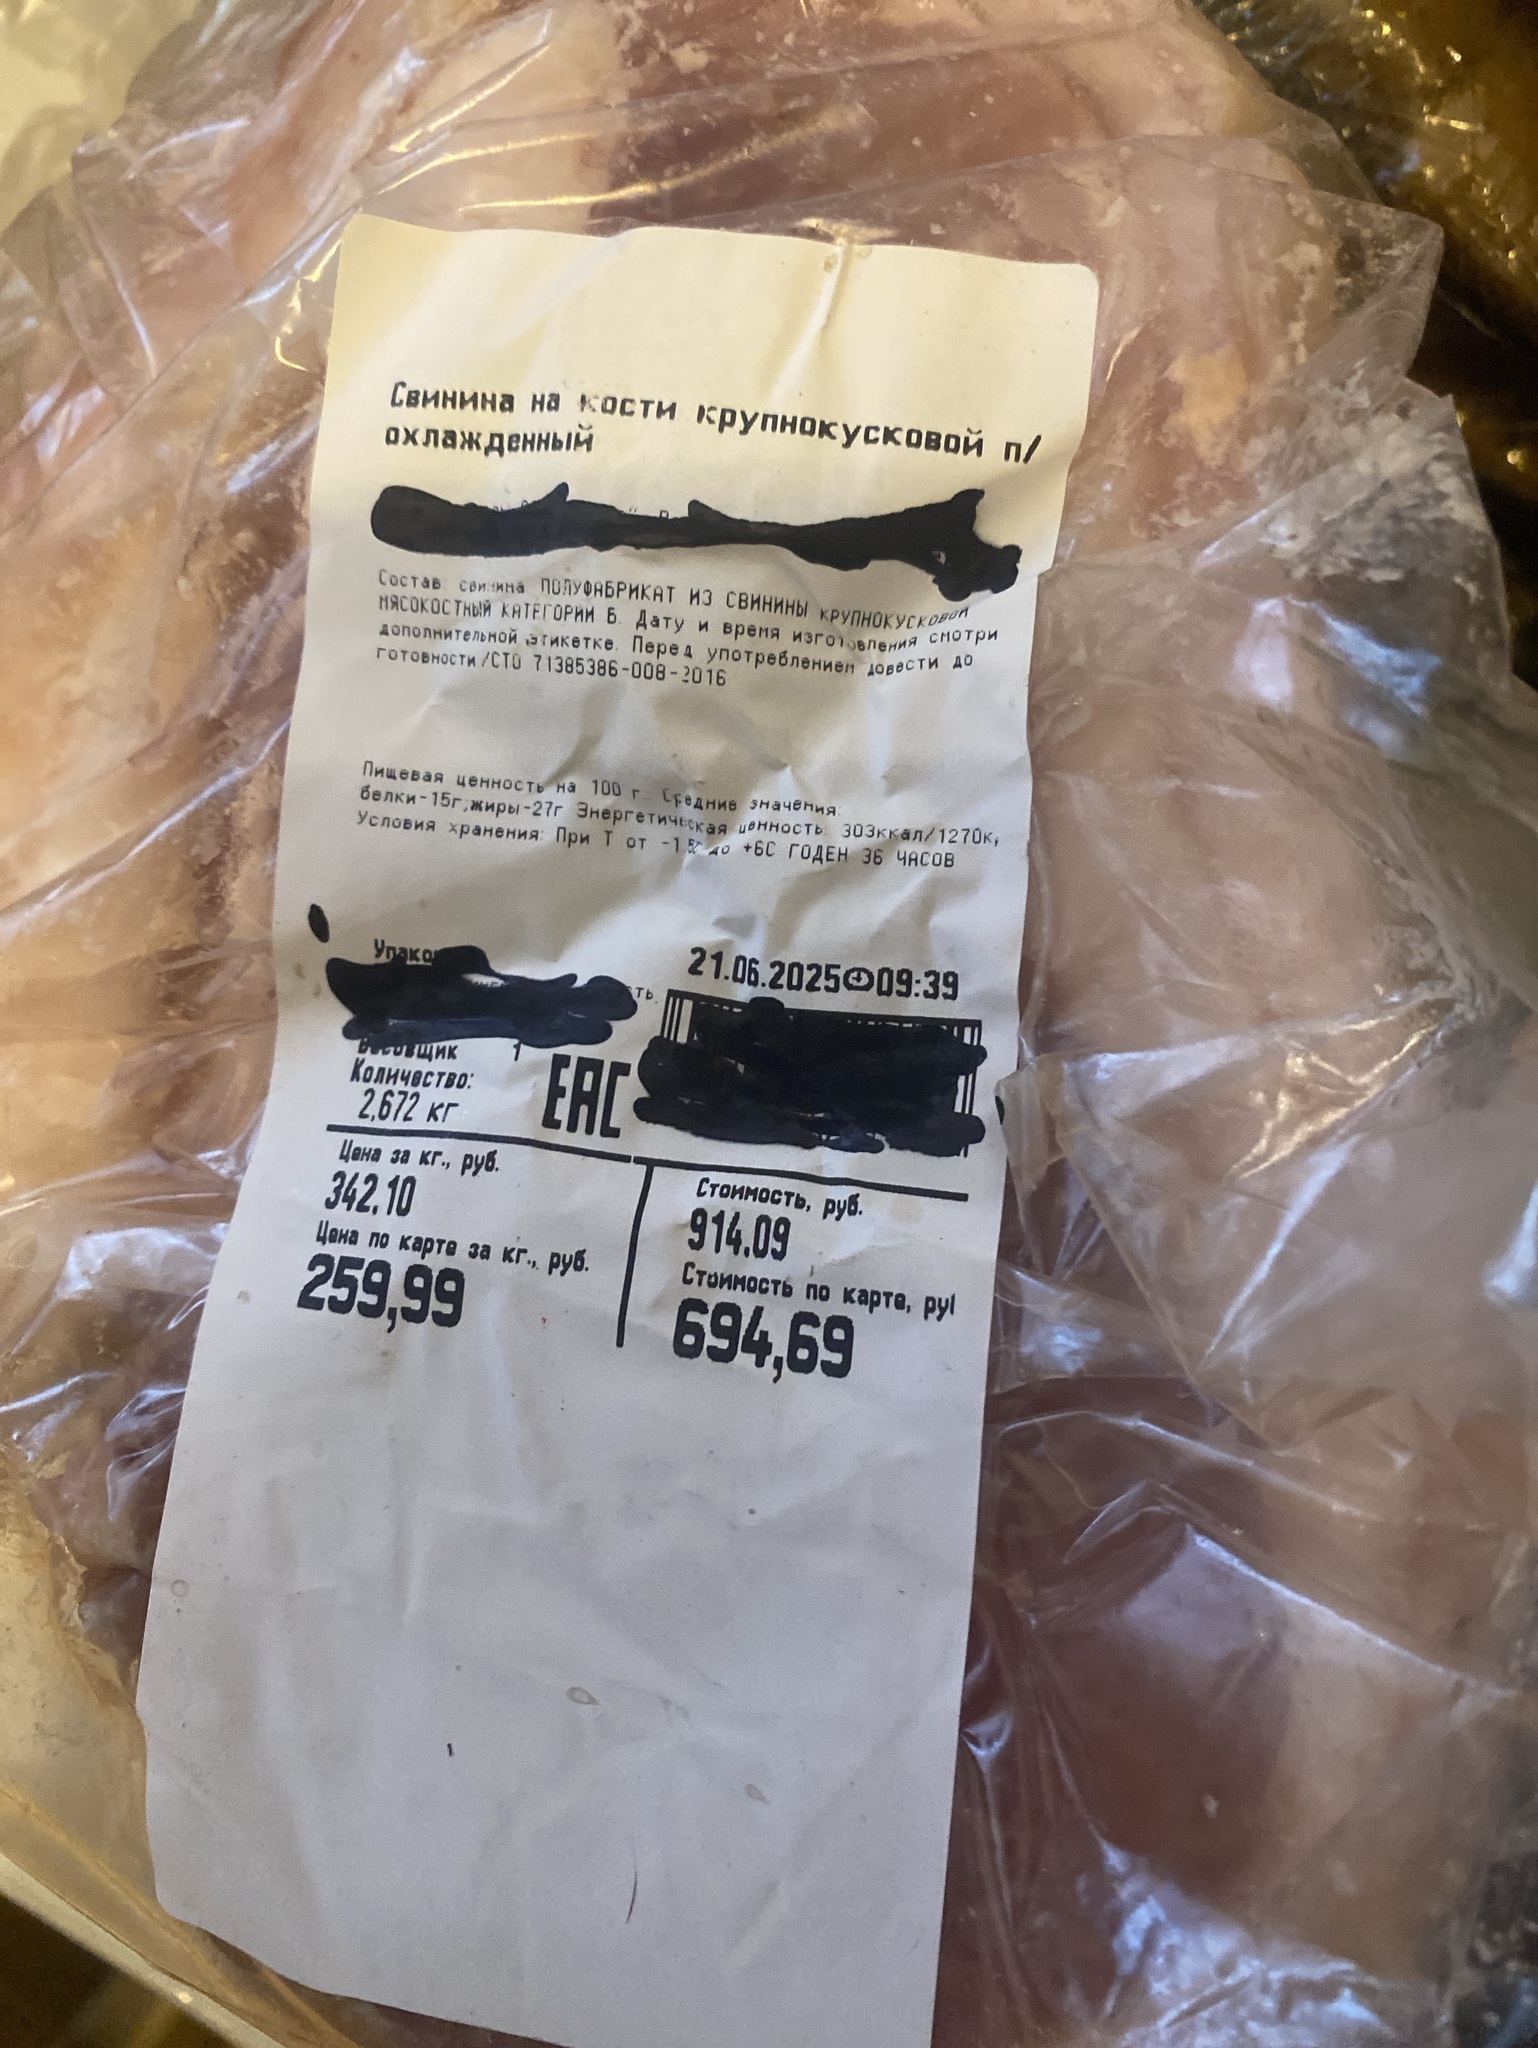 Свинина на кости крупнокусковой п/
охлажденный
Состав: свинина ПОЛУФАБРИКАТ ИЗ СВИНИНЫ КРУПНОКУСКОВОЙ
МЯСОКОСТНЫЙ КАТЕГОРИИ Б. Дату и время изготовления смотри
дополнительной этикетке. Перед употреблением довести до
готовности/СТО 71385386-008-2016
Пищевая ценность на 100 г. Средние значения:
белки-15г,жиры-27г Энергетическая ценность: 303ккал/1270к,
Условия хранения: При Т от до +6С ГОДЕН 36 ЧАСОВ
21.06.2025 09:39
Весовщик 1
Количество:
2,672 кг
EAC
Цена за кг., руб.
342.10
Цена по карте за кг., руб.
259,99
Стоимость, руб.
914.09
Стоимость по карте, ру
694,69